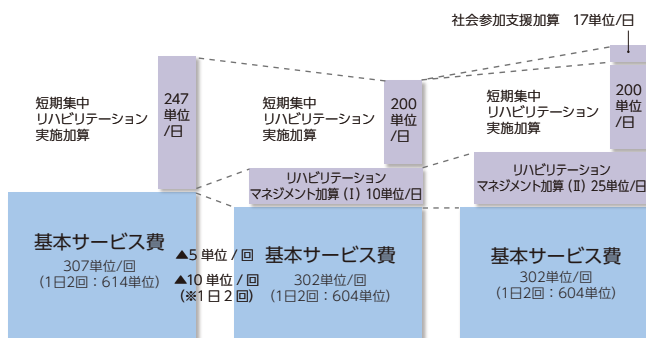 社会参加支援加算 17単位/日
短期集中
リハビリテーション
実施加算
247
単位
/日
基本サービス費
307単位/回
(1日2回：614単位)
▲5 単位 / 回
▲10 単位 / 回
(※1 日 2 回)
短期集中
リハビリテーション
実施加算
200
単位
/日
リハビリテーション
マネジメント加算 (Ⅰ) 10単位/日
基本サービス費
302単位/回
(1日2回：604単位)
短期集中
リハビリテーション
実施加算
200
単位
/日
リハビリテーション
マネジメント加算 (Ⅱ) 25単位/日
基本サービス費
302単位/回
(1日2回：604単位)